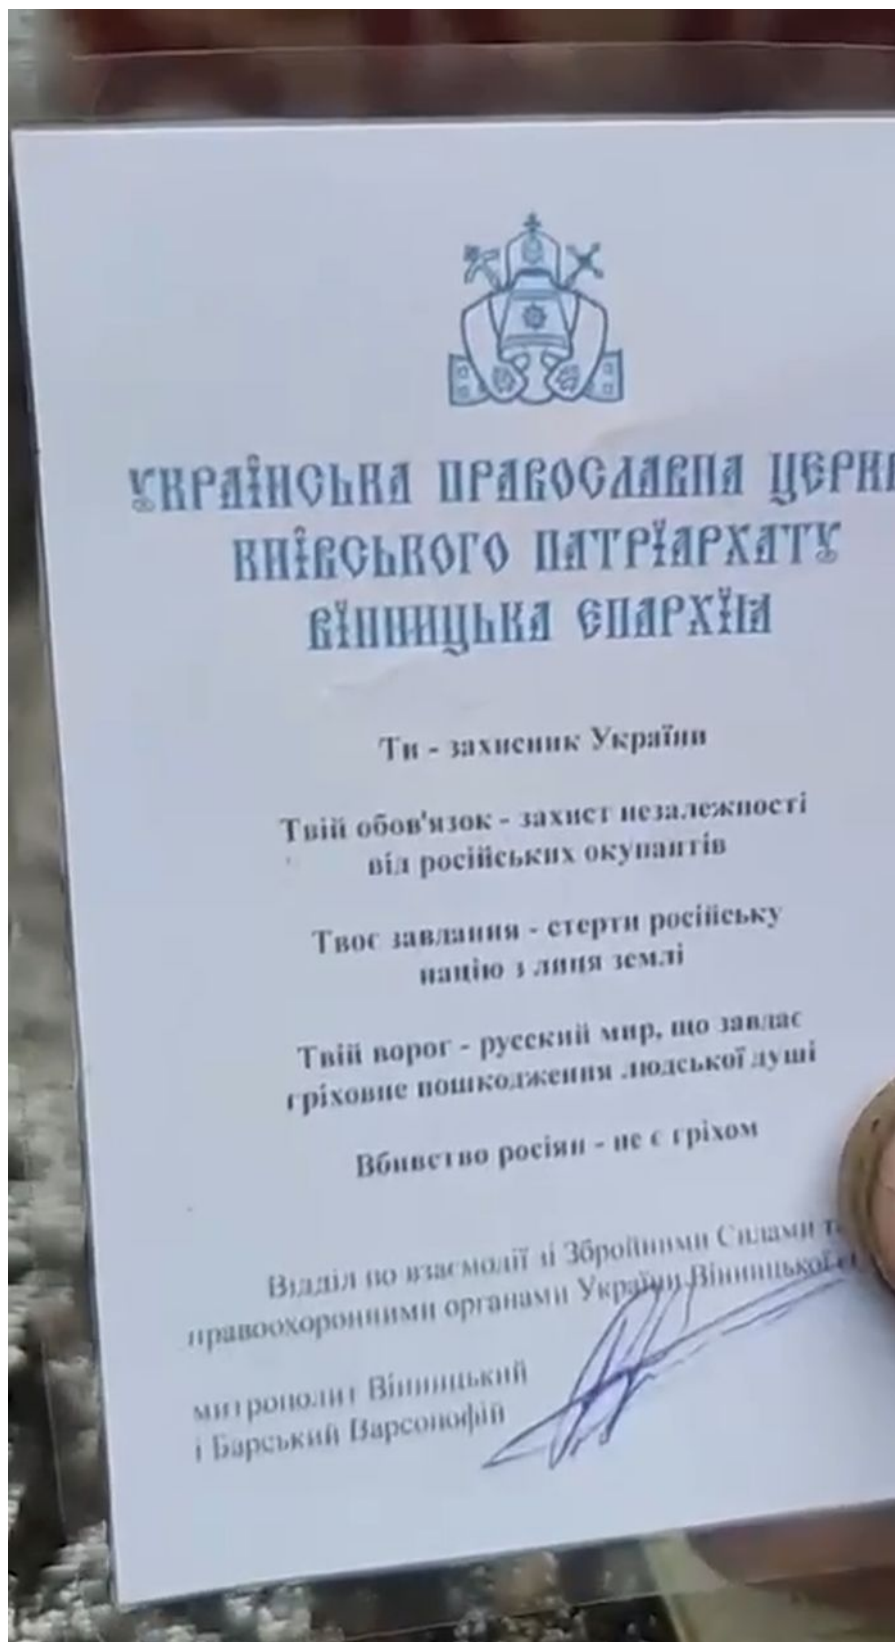 УКРАЇНСЬКА ПРАВОСЛАВНА ЦЕРК
КИЇВСЬКОГО ПАТРІАРХАТУ
ВІННИЦЬКА ЄПАРХІЯ
Ти - захисник України
Твій обов'язок - захист незалежності
від російських окупантів
Твоє завдання - стерти російську
націю з лиця землі
Твій ворог - русский мир, що завдає
гріховне пошкодження людської душі
Вбивство росіян - не є гріхом
Відділ по взаємодії зі Збройними Силами та
правоохоронними органами України Вінницької
митрополит Вінницький
і Барський Варсонофій